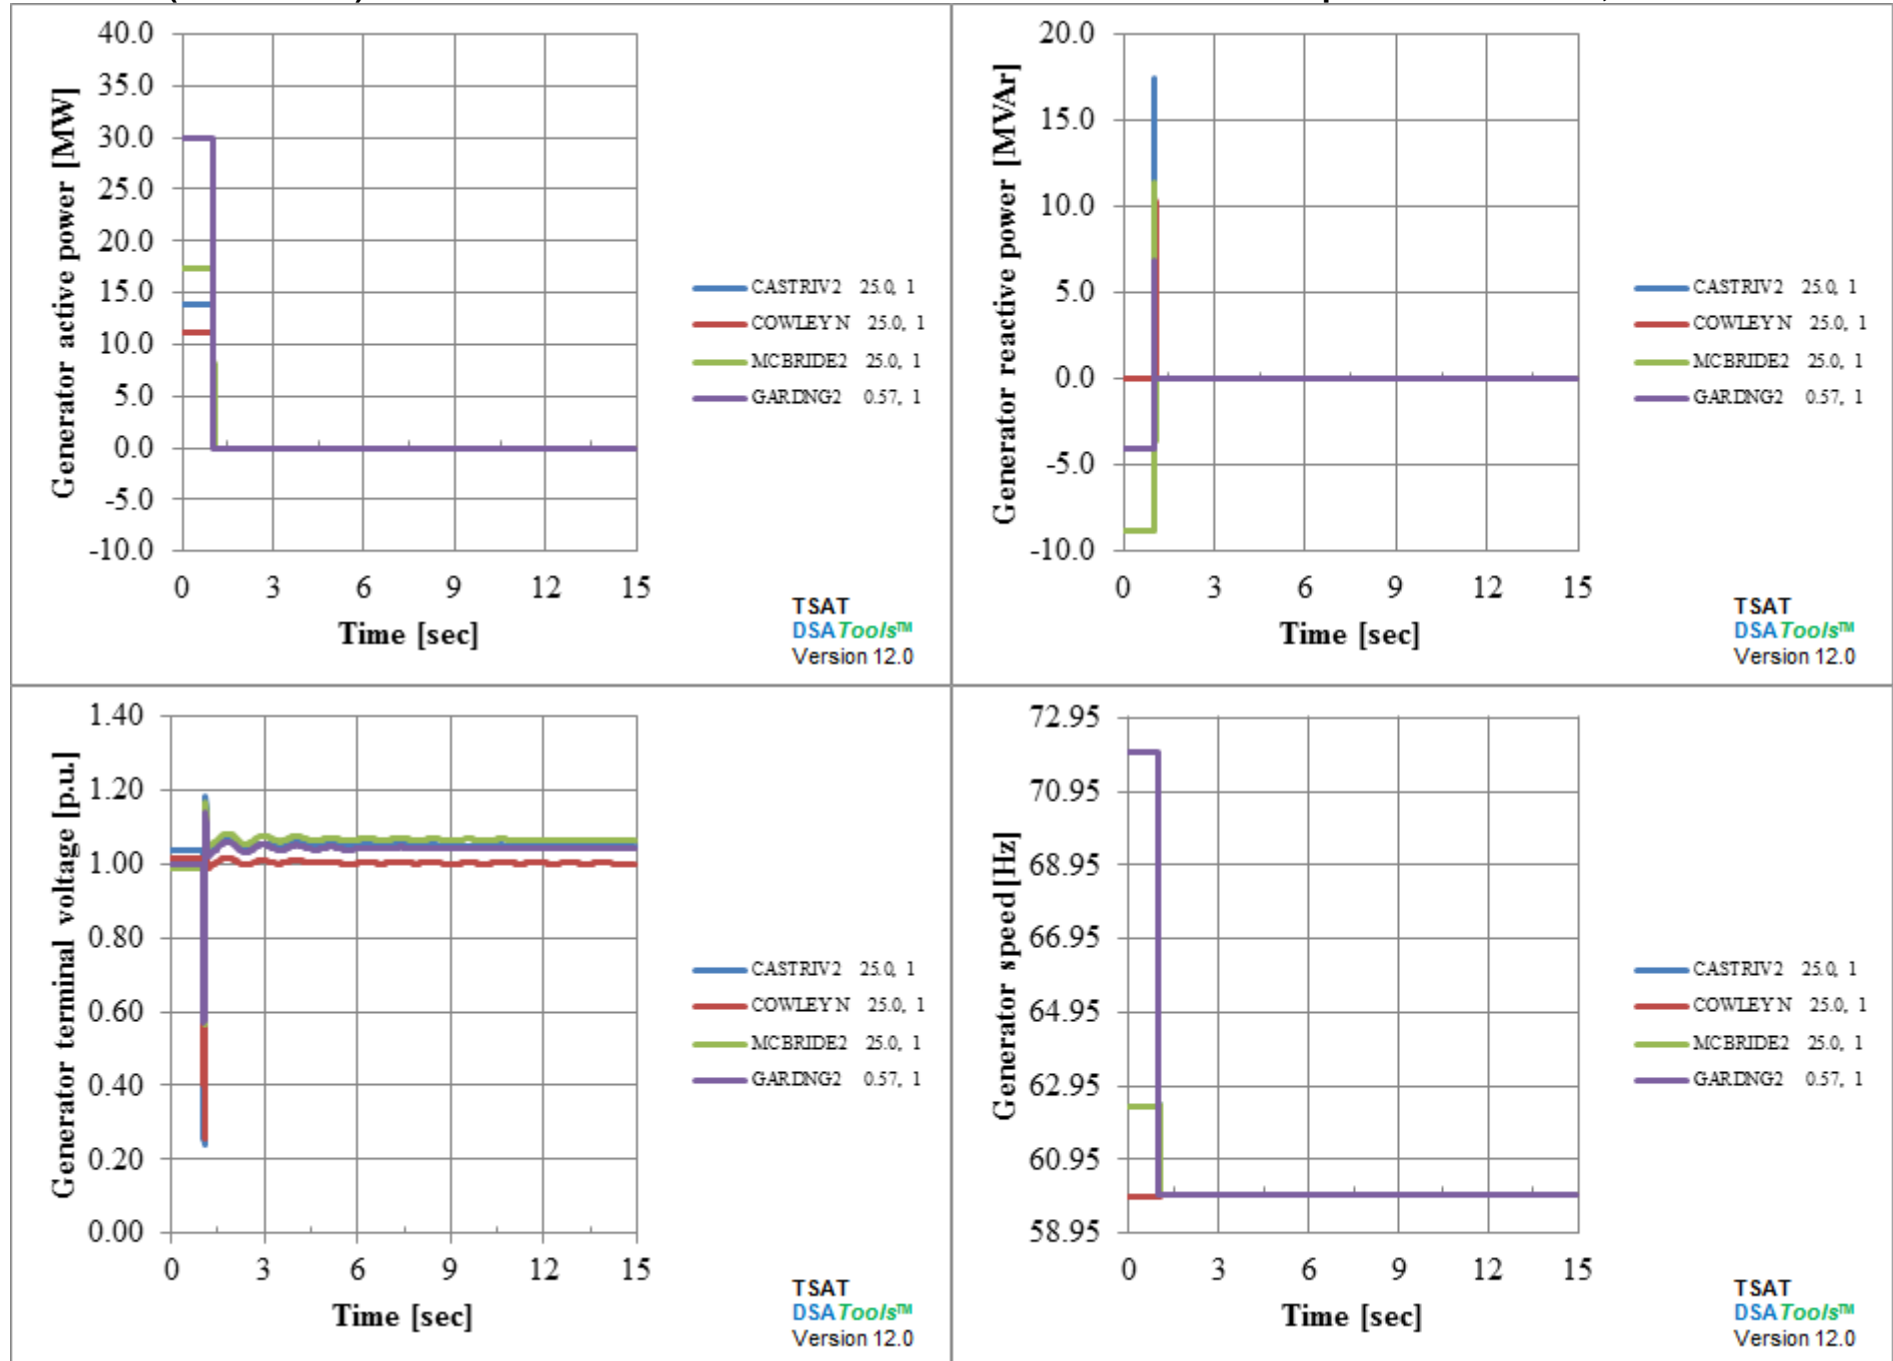 Generator active power [MW]
40.0
35.0
30.0
25.0
20.0
15.0
10.0
5.0
0.0
-5.0
-10.0
0 3 6 9 12 15
Time [sec]
CASTRIV2 25.0, 1
COWLEY N 25.0, 1
MCBRIDE2 25.0, 1
GARDNG2 0.57, 1
TSAT
DSATools™
Version 12.0
Generator reactive power [MVAr]
20.0
15.0
10.0
5.0
0.0
-5.0
-10.0
0 3 6 9 12 15
Time [sec]
CASTRIV2 25.0, 1
COWLEY N 25.0, 1
MCBRIDE2 25.0, 1
GARDNG2 0.57, 1
TSAT
DSATools™
Version 12.0
Generator terminal voltage [p.u.]
1.40
1.20
1.00
0.80
0.60
0.40
0.20
0.00
0 3 6 9 12 15
Time [sec]
CASTRIV2 25.0, 1
COWLEY N 25.0, 1
MCBRIDE2 25.0, 1
GARDNG2 0.57, 1
TSAT
DSATools™
Version 12.0
Generator speed[Hz]
72.95
70.95
68.95
66.95
64.95
62.95
60.95
58.95
0 3 6 9 12 15
Time [sec]
CASTRIV2 25.0, 1
COWLEY N 25.0, 1
MCBRIDE2 25.0, 1
GARDNG2 0.57, 1
TSAT
DSATools™
Version 12.0